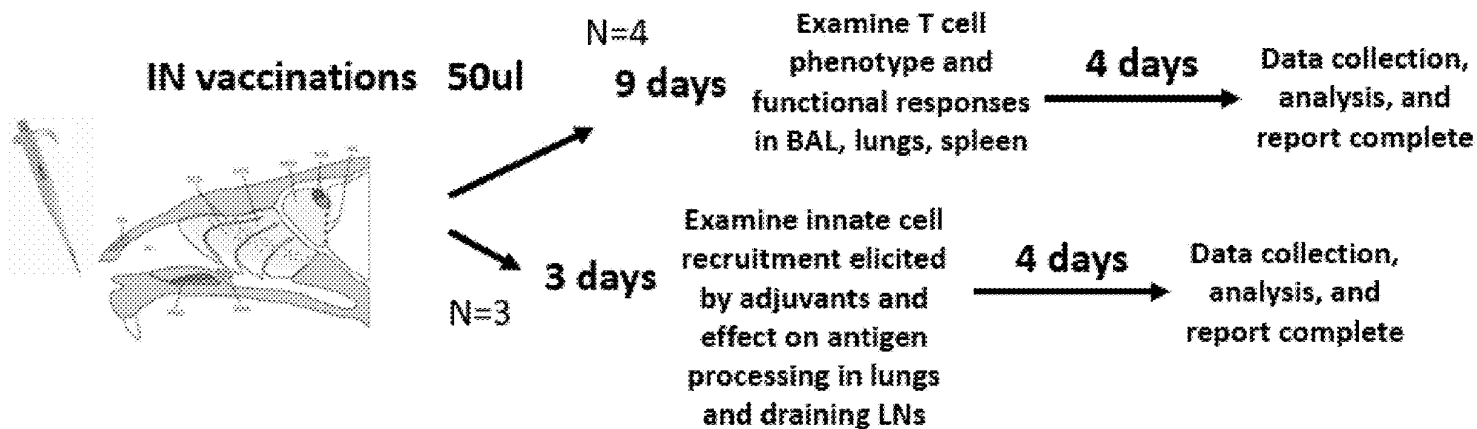 IN vaccinations 50ul
N=4
9 days
Examine T cell
phenotype and
functional responses
in BAL, lungs, spleen
4 days
Data collection,
analysis, and
report complete
N=3
3 days
Examine innate cell
recruitment elicited
by adjuvants and
effect on antigen
processing in lungs
and draining LNs
4 days
Data collection,
analysis, and
report complete